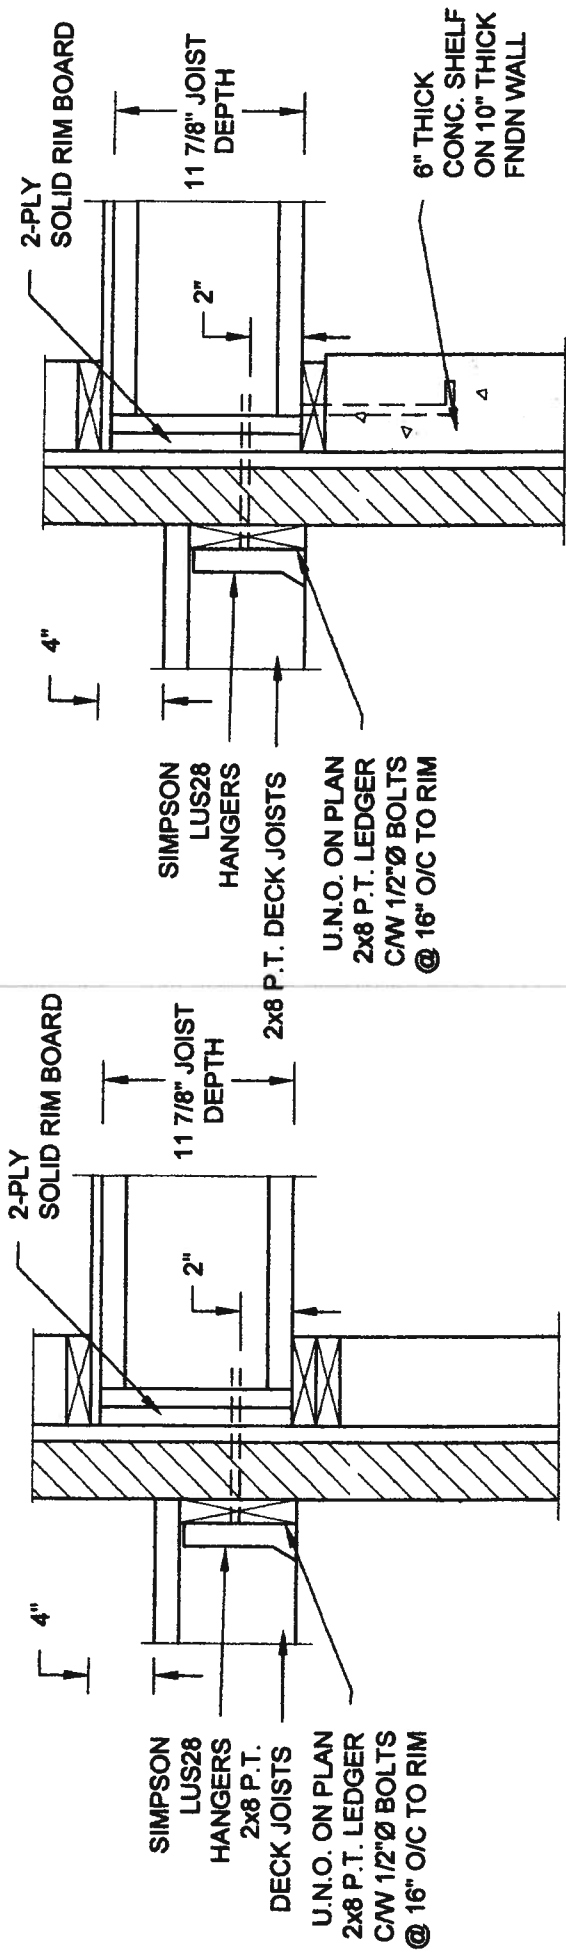 4"
SIMPSON
LUS28
HANGERS
2x8 P.T.
DECK JOISTS
U.N.O. ON PLAN
2x8 P.T. LEDGER
C/W 1/2"Ø BOLTS
@ 16" O/C TO RIM
2-PLY
SOLID RIM BOARD
11 7/8" JOIST
DEPTH
2"
4"
SIMPSON
LUS28
HANGERS
2x8 P.T. DECK JOISTS
U.N.O. ON PLAN
2x8 P.T. LEDGER
C/W 1/2"Ø BOLTS
@ 16" O/C TO RIM
2-PLY
SOLID RIM BOARD
11 7/8" JOIST
DEPTH
2"
6" THICK
CONC. SHELF
ON 10" THICK
FNDN WALL